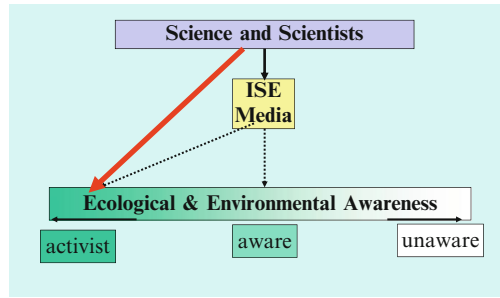 Science and Scientists
ISE
Media
Ecological & Environmental Awareness
activist
aware
unaware